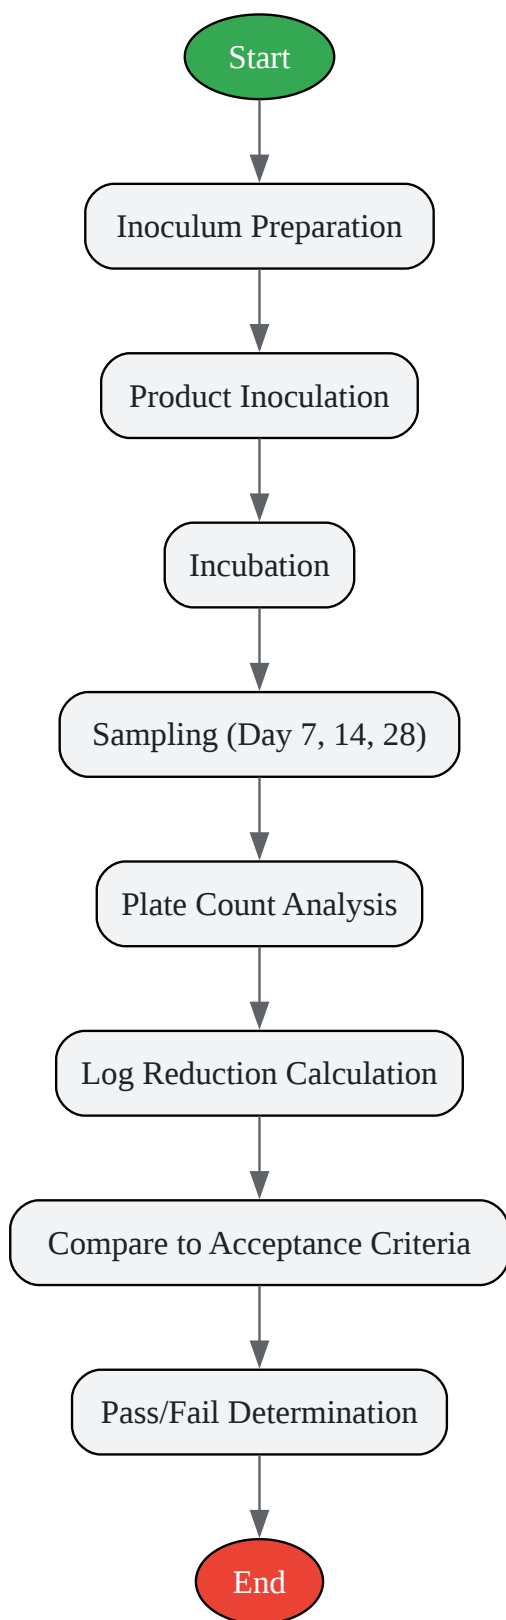 Start
Inoculum Preparation
Product Inoculation
Incubation
Sampling (Day 7, 14, 28)
Plate Count Analysis
Log Reduction Calculation
Compare to Acceptance Criteria
Pass/Fail Determination
End